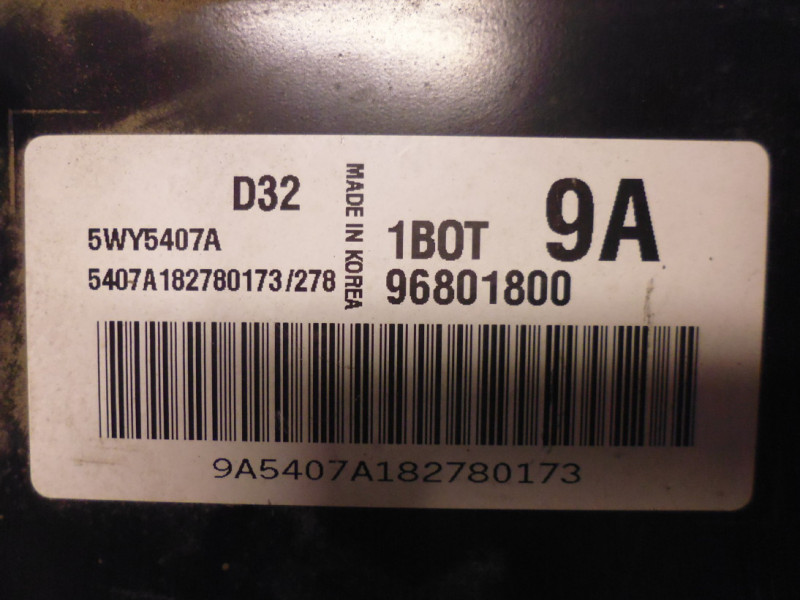 D32
5WY5407A
5407A182780173/278
MADE IN KOREA
1BOT 9A
96801800
9A5407A182780173